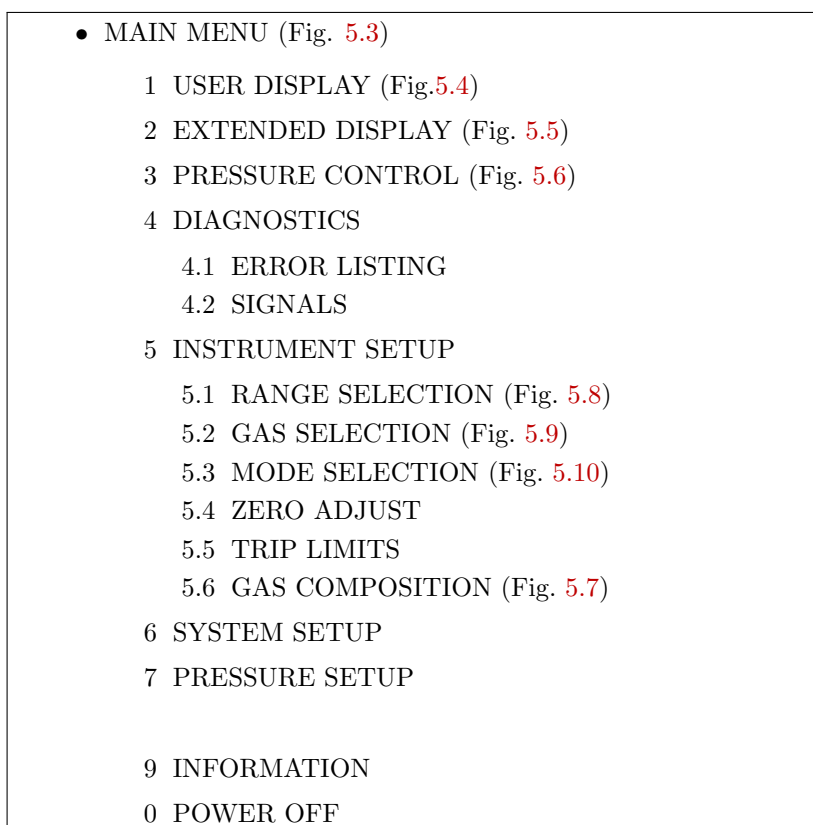 • MAIN MENU (Fig. 5.3)
1 USER DISPLAY (Fig.5.4)
2 EXTENDED DISPLAY (Fig. 5.5)
3 PRESSURE CONTROL (Fig. 5.6)
4 DIAGNOSTICS
4.1 ERROR LISTING
4.2 SIGNALS
5 INSTRUMENT SETUP
5.1 RANGE SELECTION (Fig. 5.8)
5.2 GAS SELECTION (Fig. 5.9)
5.3 MODE SELECTION (Fig. 5.10)
5.4 ZERO ADJUST
5.5 TRIP LIMITS
5.6 GAS COMPOSITION (Fig. 5.7)
6 SYSTEM SETUP
7 PRESSURE SETUP
9 INFORMATION
0 POWER OFF